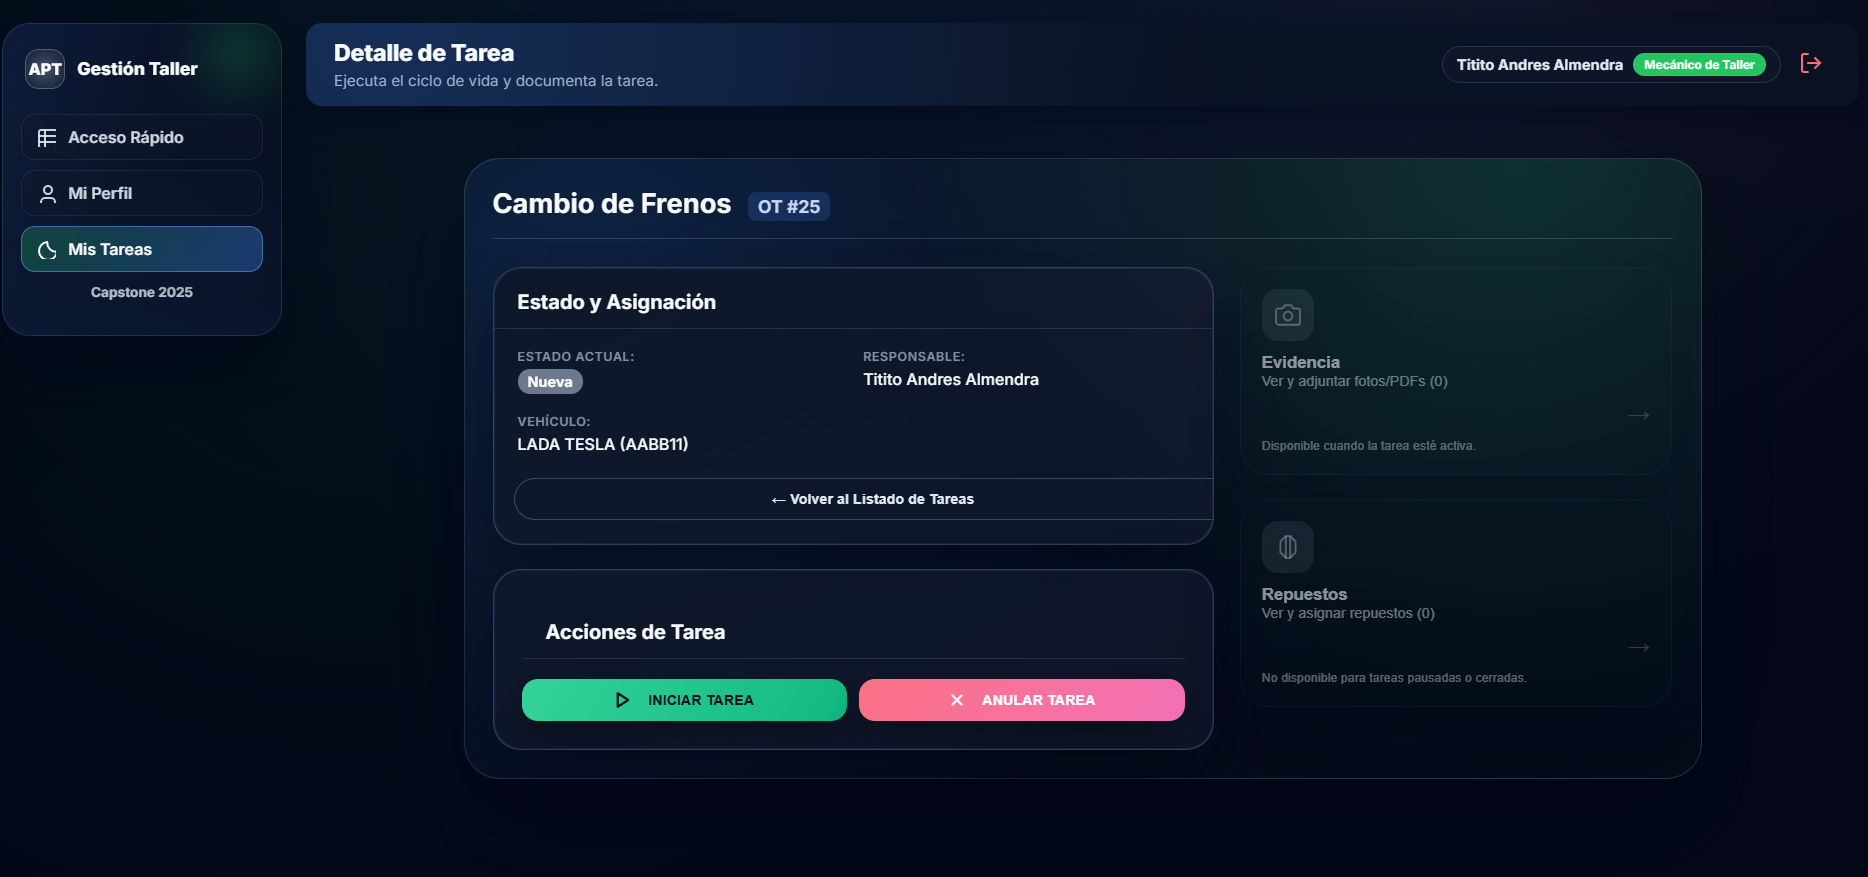 APT Gestión Taller
Acceso Rápido
Mi Perfil
Mis Tareas
Capstone 2025
Detalle de Tarea
Ejecuta el ciclo de vida y documenta la tarea.
Titito Andres Almendra Mecánico de Taller
Cambio de Frenos OT #25
Estado y Asignación
ESTADO ACTUAL:
Nueva
RESPONSABLE:
Titito Andres Almendra
VEHÍCULO:
LADA TESLA (AABB11)
← Volver al Listado de Tareas
Acciones de Tarea
INICIAR TAREA
ANULAR TAREA
Evidencia
Ver y adjuntar fotos/PDFs (0)
→
Disponible cuando la tarea esté activa.
Repuestos
Ver y asignar repuestos (0)
→
No disponible para tareas pausadas o cerradas.